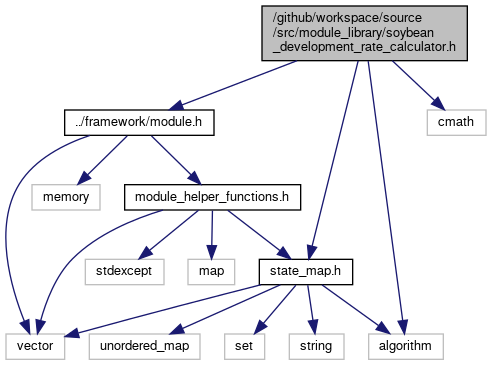 /github/workspace/source
/src/module_library/soybean
_development_rate_calculator.h
../framework/module.h
cmath
memory
module_helper_functions.h
stdexcept
map
state_map.h
vector
unordered_map
set
string
algorithm